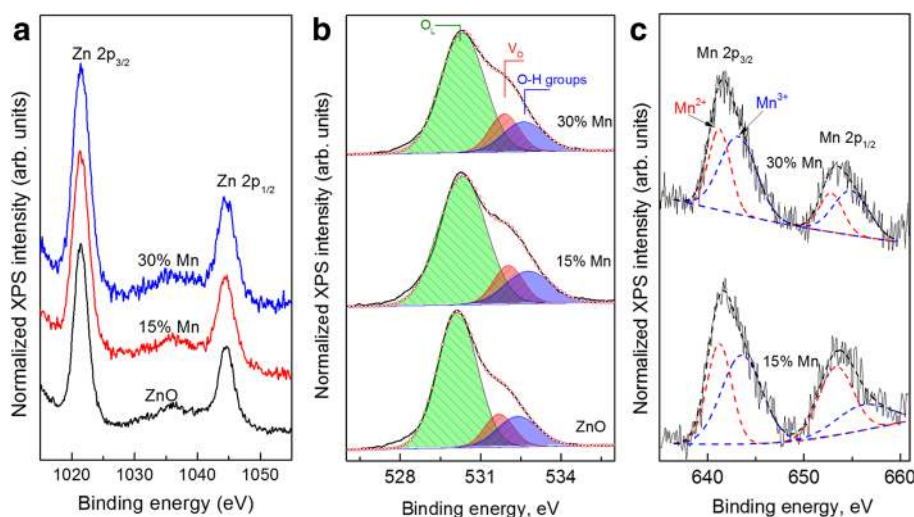 a
Zn 2p3/2
Zn 2p1/2
30% Mn
15% Mn
ZnO
Normalized XPS intensity (arb. units)
1020 1030 1040 1050
Binding energy (eV)
b
OL
VO
O-H groups
30% Mn
15% Mn
ZnO
Normalized XPS intensity (arb. units)
528 531 534
Binding energy, eV
c
Mn 2p3/2
Mn2+
Mn3+
Mn 2p1/2
30% Mn
15% Mn
Normalized XPS intensity (arb. units)
640 650 660
Binding energy, eV